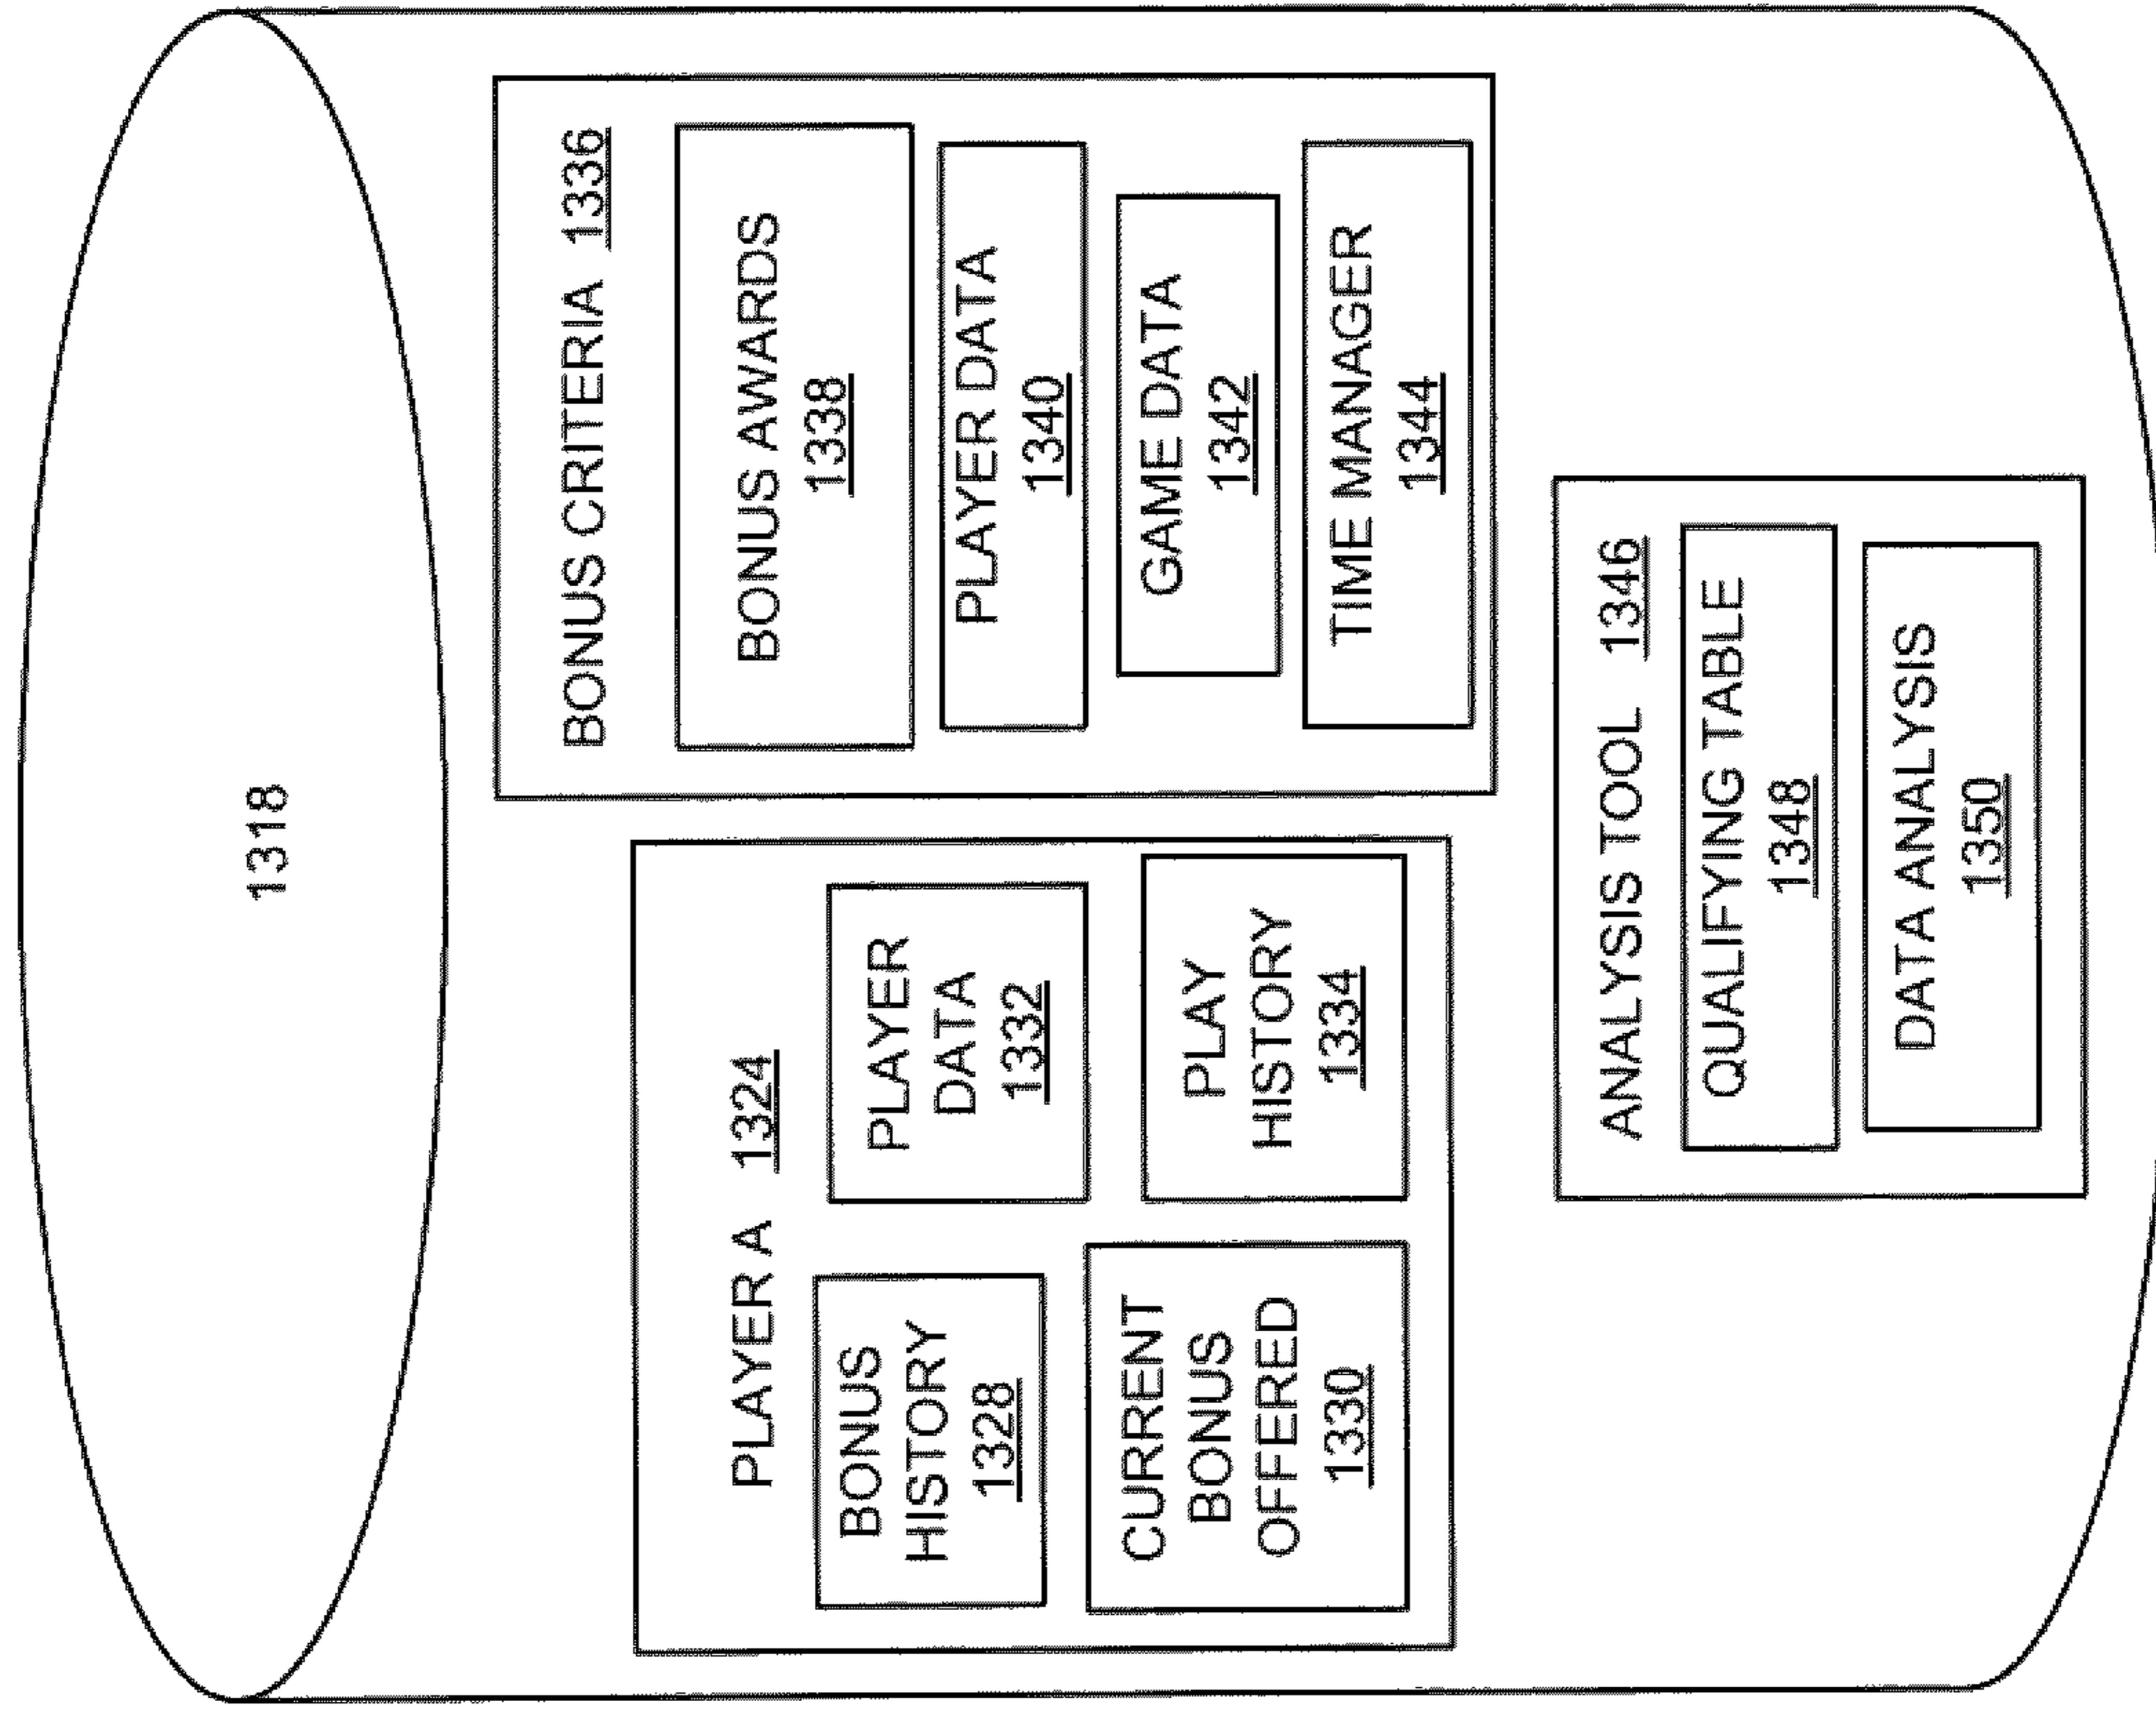 1318
PLAYER A 1324
BONUS
HISTORY
1328
PLAYER
DATA
1332
CURRENT
BONUS
OFFERED
1330
PLAY
HISTORY
1334
BONUS CRITERIA 1336
BONUS AWARDS
1338
PLAYER DATA
1340
GAME DATA
1342
TIME MANAGER
1344
ANALYSIS TOOL 1346
QUALIFYING TABLE
1348
DATA ANALYSIS
1350